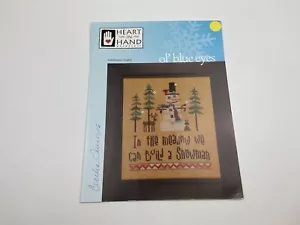 HEART
IN
HAND
ol' blue eyes
In the meadow we
can build a Snowman